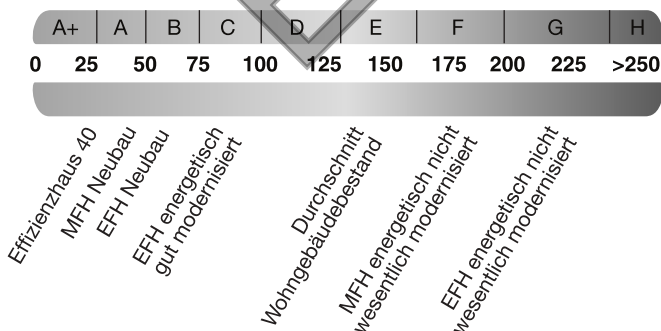 A+ A B C D E F G H
0 25 50 75 100 125 150 175 200 225 >250
Effizienzhaus 40
MFH Neubau
EFH Neubau
EFH energetisch
gut modernisiert
Durchschnitt
Wohngebäudebestand
MFH energetisch nicht
wesentlich modernisiert
EFH energetisch nicht
wesentlich modernisiert